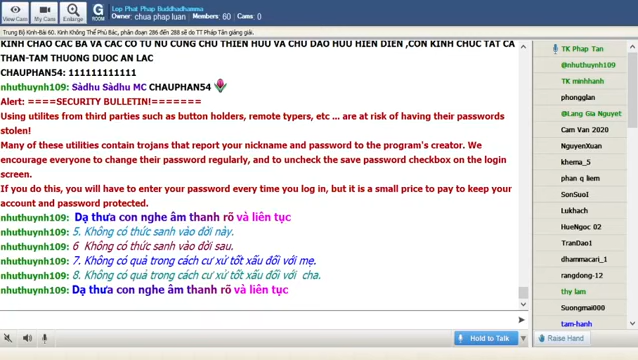 View Cam
My Cam
Enlarge
G
ROOM
Lop Phat Phap Buddhadhamma
Owner: chua phap luan Members: 60 Cams: 0
Trung Bộ Kinh-Bài 60. Kinh Không Thể Phủ Bác, phân đoạn 286 đến 288 sẽ do TT Pháp Tân giảng giải.
KINH CHAO CAC BA VA CAC CO TU NU CUNG CHU THIEN HUU VA CHU DAO HUU HIEN DIEN ,CON KINH CHUC TAT CA
THAN-TAM THUONG DUOC AN LAC
CHAUPHAN54: 111111111111
nhuthuynh109: Sàdhu Sàdhu MC CHAUPHAN54
Alert: ====SECURITY BULLETIN!=======
Using utilites from third parties such as button holders, remote typers, etc ... are at risk of having their passwords
stolen!
Many of these utilities contain trojans that report your nickname and password to the program's creator. We
encourage everyone to change their password regularly, and to uncheck the save password checkbox on the login
screen.
If you do this, you will have to enter your password every time you log in, but it is a small price to pay to keep your
account and password protected.
nhuthuynh109: Dạ thưa con nghe âm thanh rõ và liên tục
nhuthuynh109: 5. Không có thức sanh vào đời này.
nhuthuynh109: 6 Không có thức sanh vào đời sau.
nhuthuynh109: 7. Không có quả trong cách cư xử tốt xấu đối với mẹ.
nhuthuynh109: 8. Không có quả trong cách cư xử tốt xấu đối với cha.
nhuthuynh109: Dạ thưa con nghe âm thanh rõ và liên tục
Hold to Talk
TK Phap Tan
@nhuthuynh109
TK minhhanh
phongglan
@Lang Gia Nguyet
Cam Van 2020
NguyenXuan
khema_5
phan q liem
SonSuoI
Lukhach
HueNgoc 02
TranDao1
dhammacari_1
rangdong-12
thy lam
Suongmai000
tam-hanh
Raise Hand